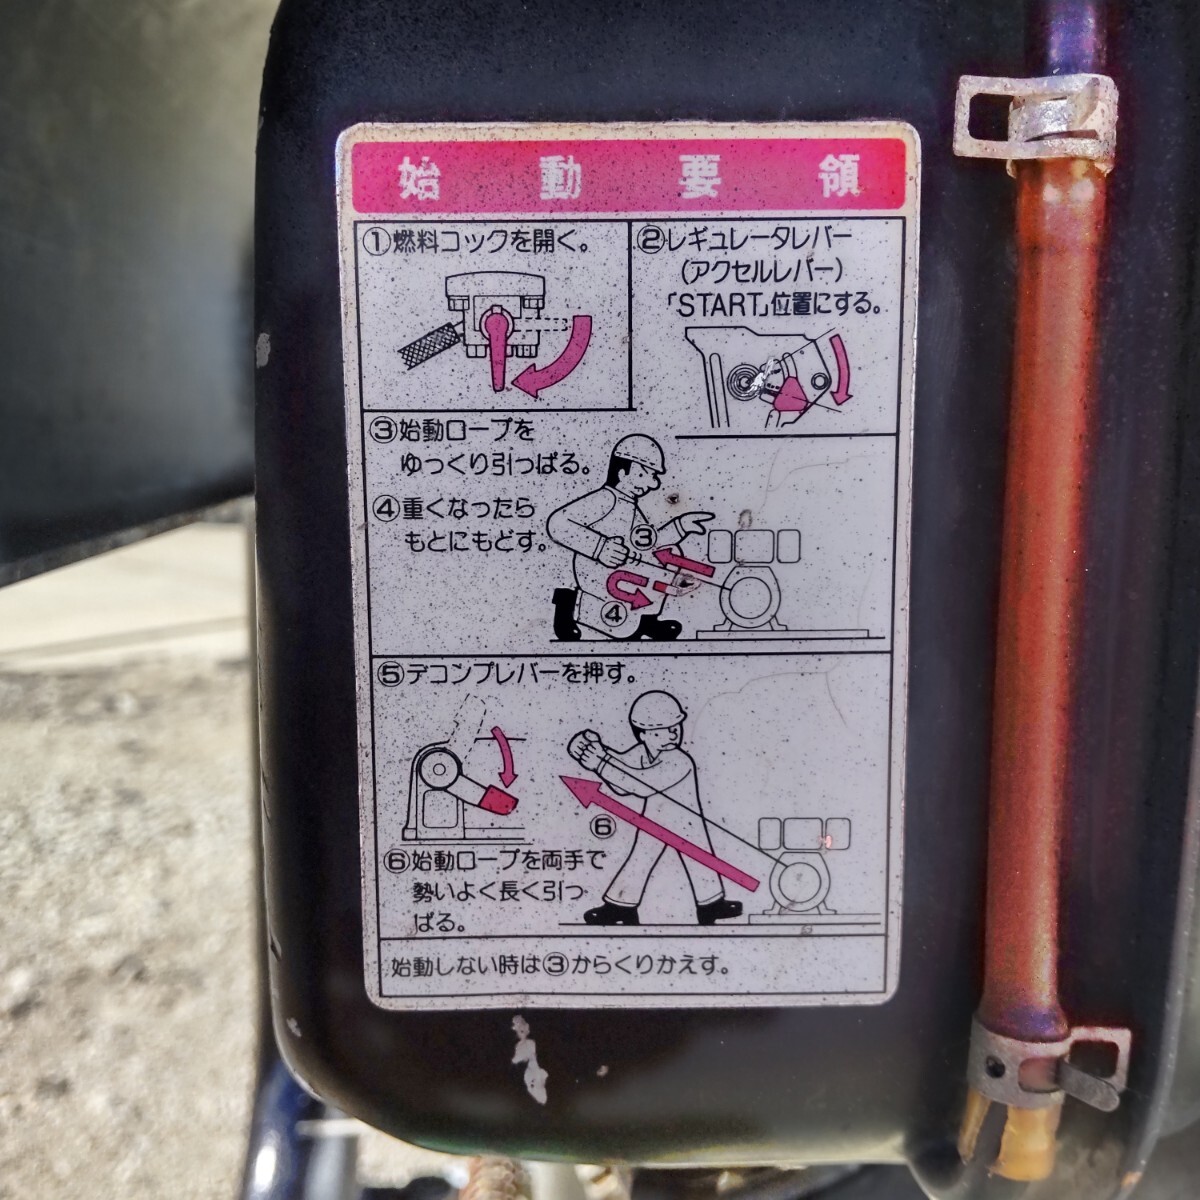 始動要領
①燃料コックを開く。
②レギュレータレバー
(アクセルレバー)
「START」位置にする。
③始動ロープを
ゆっくり引っぱる。
④重くなったら
もとにもどす。
③
④
⑤デコンプレバーを押す。
⑥
⑥始動ロープを両手で
勢いよく長く引っ
ぱる。
始動しない時は③からくりかえす。